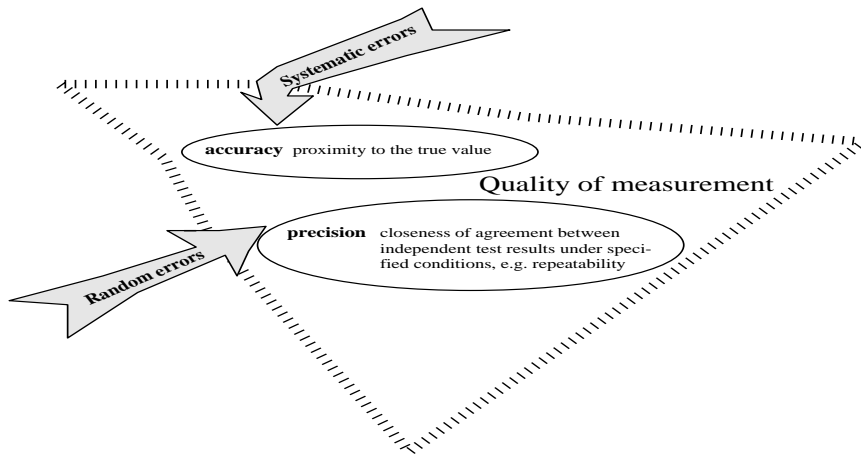 Systematic errors
accuracy proximity to the true value
Quality of measurement
precision closeness of agreement between
independent test results under speci-
fied conditions, e.g. repeatability
Random errors